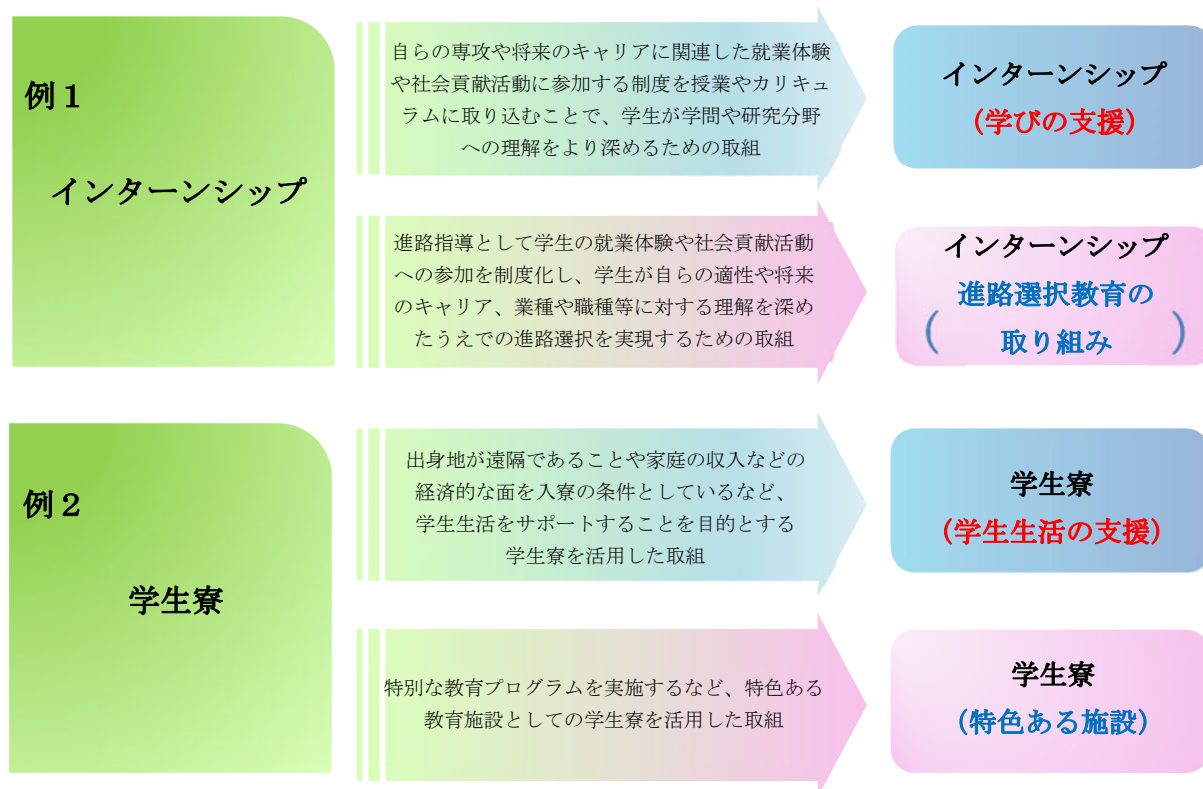 例１
インターンシップ
自らの専攻や将来のキャリアに関連した就業体験
や社会貢献活動に参加する制度を授業やカリキュ
ラムに取り込むことで、学生が学問や研究分野
への理解をより深めるための取組
インターンシップ
（学びの支援）
進路指導として学生の就業体験や社会貢献活動
への参加を制度化し、学生が自らの適性や将来
のキャリア、業種や職種等に対する理解を深め
たうえでの進路選択を実現するための取組
インターンシップ
（進路選択教育の
取り組み）
例２
学生寮
出身地が遠隔であることや家庭の収入などの
経済的な面を入寮の条件としているなど、
学生生活をサポートすることを目的とする
学生寮を活用した取組
学生寮
（学生生活の支援）
特別な教育プログラムを実施するなど、特色ある
教育施設としての学生寮を活用した取組
学生寮
（特色ある施設）